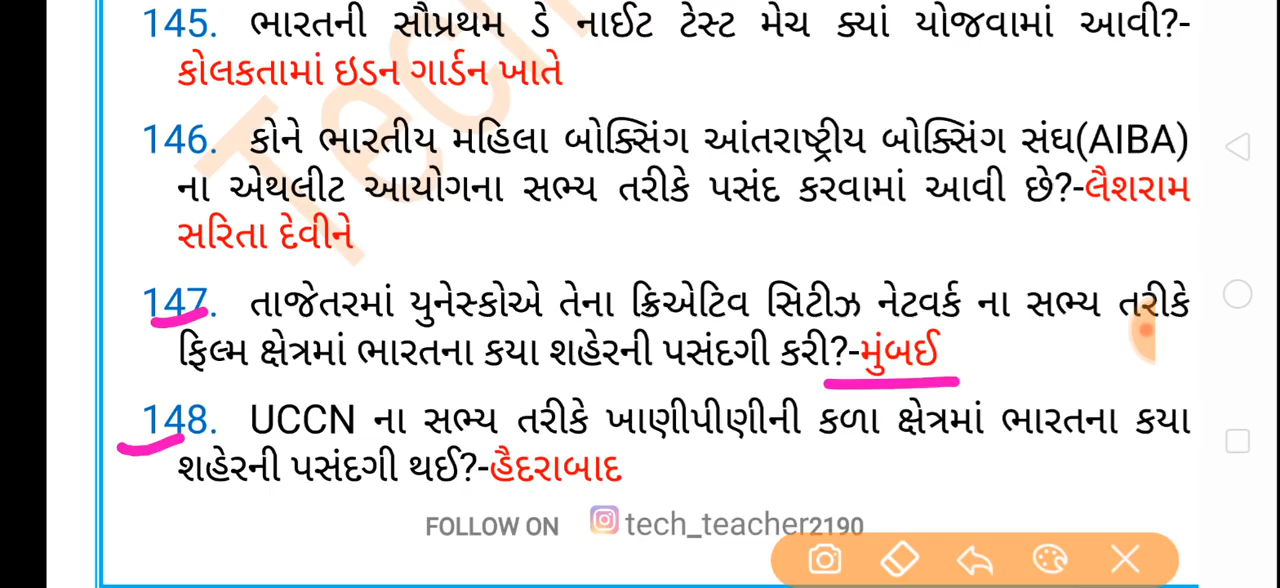 145. ભારતની સૌપ્રથમ ડે નાઈટ ટેસ્ટ મેચ ક્યાં યોજવામાં આવી?-
કોલકતામાં ઇડન ગાર્ડન ખાતે
146. કોને ભારતીય મહિલા બોક્સિંગ આંતરાષ્ટ્રીય બોક્સિંગ સંઘ(AIBA)
ના એથલીટ આયોગના સભ્ય તરીકે પસંદ કરવામાં આવી છે?-લૈશરામ
સરિતા દેવીને
147. તાજેતરમાં યુનેસ્કોએ તેના ક્રિએટિવ સિટીઝ નેટવર્ક ના સભ્ય તરીકે
ફિલ્મ ક્ષેત્રમાં ભારતના કયા શહેરની પસંદગી કરી?-મુંબઈ
148. UCCN ના સભ્ય તરીકે ખાણીપીણીની કળા ક્ષેત્રમાં ભારતના કયા
શહેરની પસંદગી થઈ?-હૈદરાબાદ
FOLLOW ON tech_teacher2190